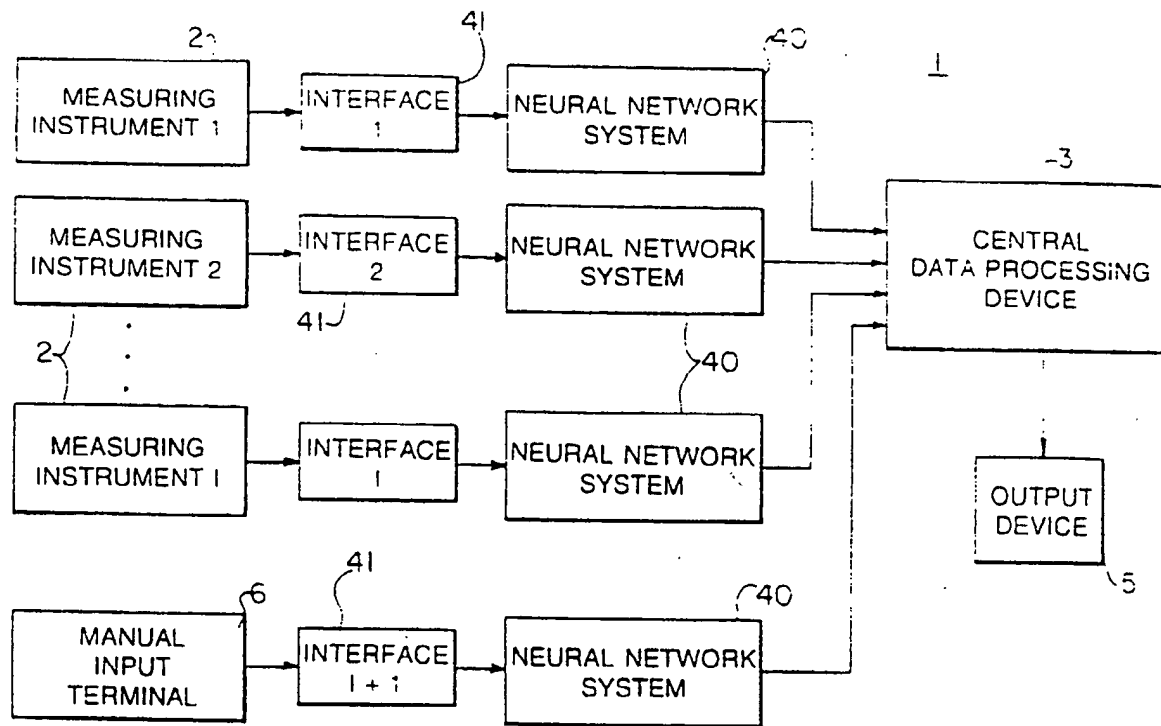 2
41
40
1
MEASURING
INSTRUMENT 1
INTERFACE
1
NEURAL NETWORK
SYSTEM
3
MEASURING
INSTRUMENT 2
INTERFACE
2
NEURAL NETWORK
SYSTEM
CENTRAL
DATA PROCESSING
DEVICE
41
2
40
MEASURING
INSTRUMENT I
INTERFACE
I
NEURAL NETWORK
SYSTEM
OUTPUT
DEVICE
5
6
41
40
MANUAL
INPUT
TERMINAL
INTERFACE
I + 1
NEURAL NETWORK
SYSTEM